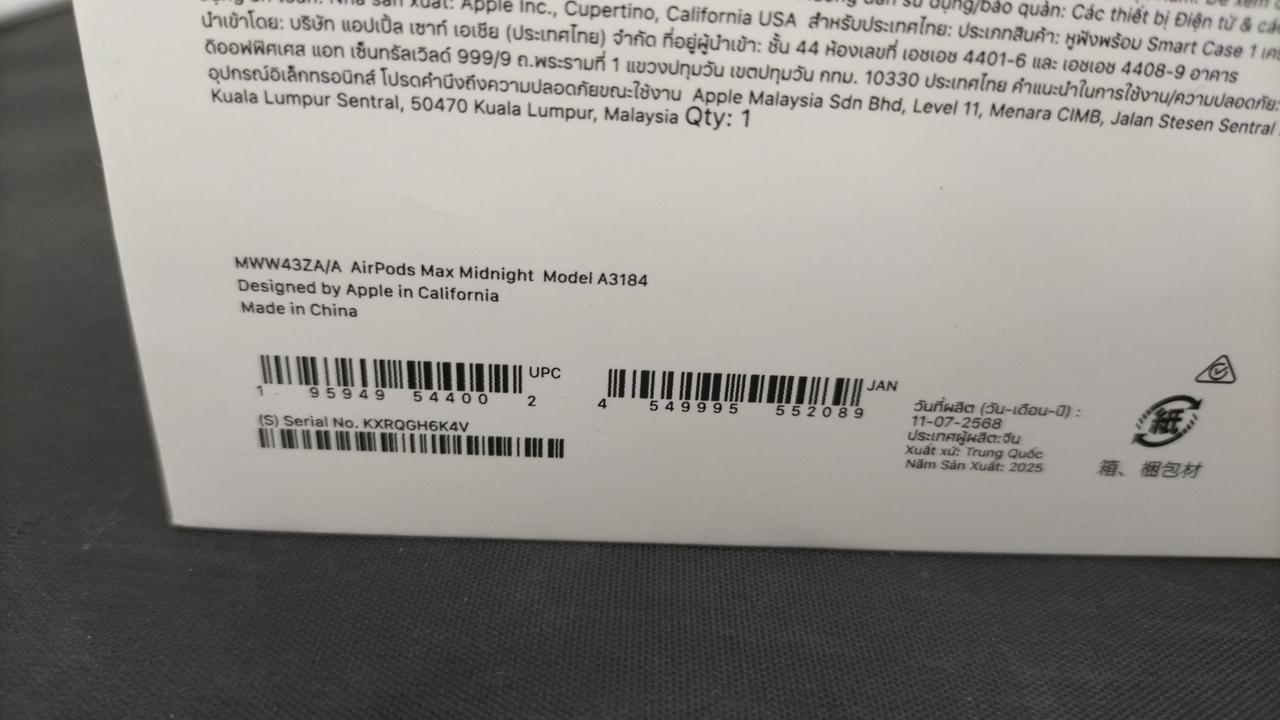 sản xuất: Apple Inc., Cupertino, California USA สำหรับประเทศไทย: ประเภทสินค้า: หูฟังพร้อม Smart Case 1
นำเข้าโดย: บริษัท แอปเปิ้ล เซาท์ เอเชีย (ประเทศไทย) จำกัด ที่อยู่ผู้นำเข้า: ชั้น 44 ห้องเลขที่ เอชเอช 4401-6 และ เอชเอช 4408-9 อาคาร
ดิออฟฟิศเศส แอท เซ็นทรัลเวิลด์ 999/9 ถ.พระรามที่ 1 แขวงปทุมวัน เขตปทุมวัน กทม. 10330 ประเทศไทย คำแนะนำในการใช้งาน/ความปลอดภัย:
อุปกรณ์อิเล็กทรอนิกส์ โปรดคำนึงถึงความปลอดภัยขณะใช้งาน Apple Malaysia Sdn Bhd, Level 11, Menara CIMB, Jalan Stesen Sentral
Kuala Lumpur Sentral, 50470 Kuala Lumpur, Malaysia Qty: 1
MWW43ZA/A AirPods Max Midnight Model A3184
Designed by Apple in California
Made in China
UPC
1 95949 54400 2
JAN
4 549995 552089
(S) Serial No. KXRQGH6K4V
วันที่ผลิต (วัน-เดือน-ปี) :
11-07-2568
ประเทศผู้ผลิต:จีน
Xuất xứ: Trung Quốc
Năm Sản Xuất: 2025
紙
箱、梱包材